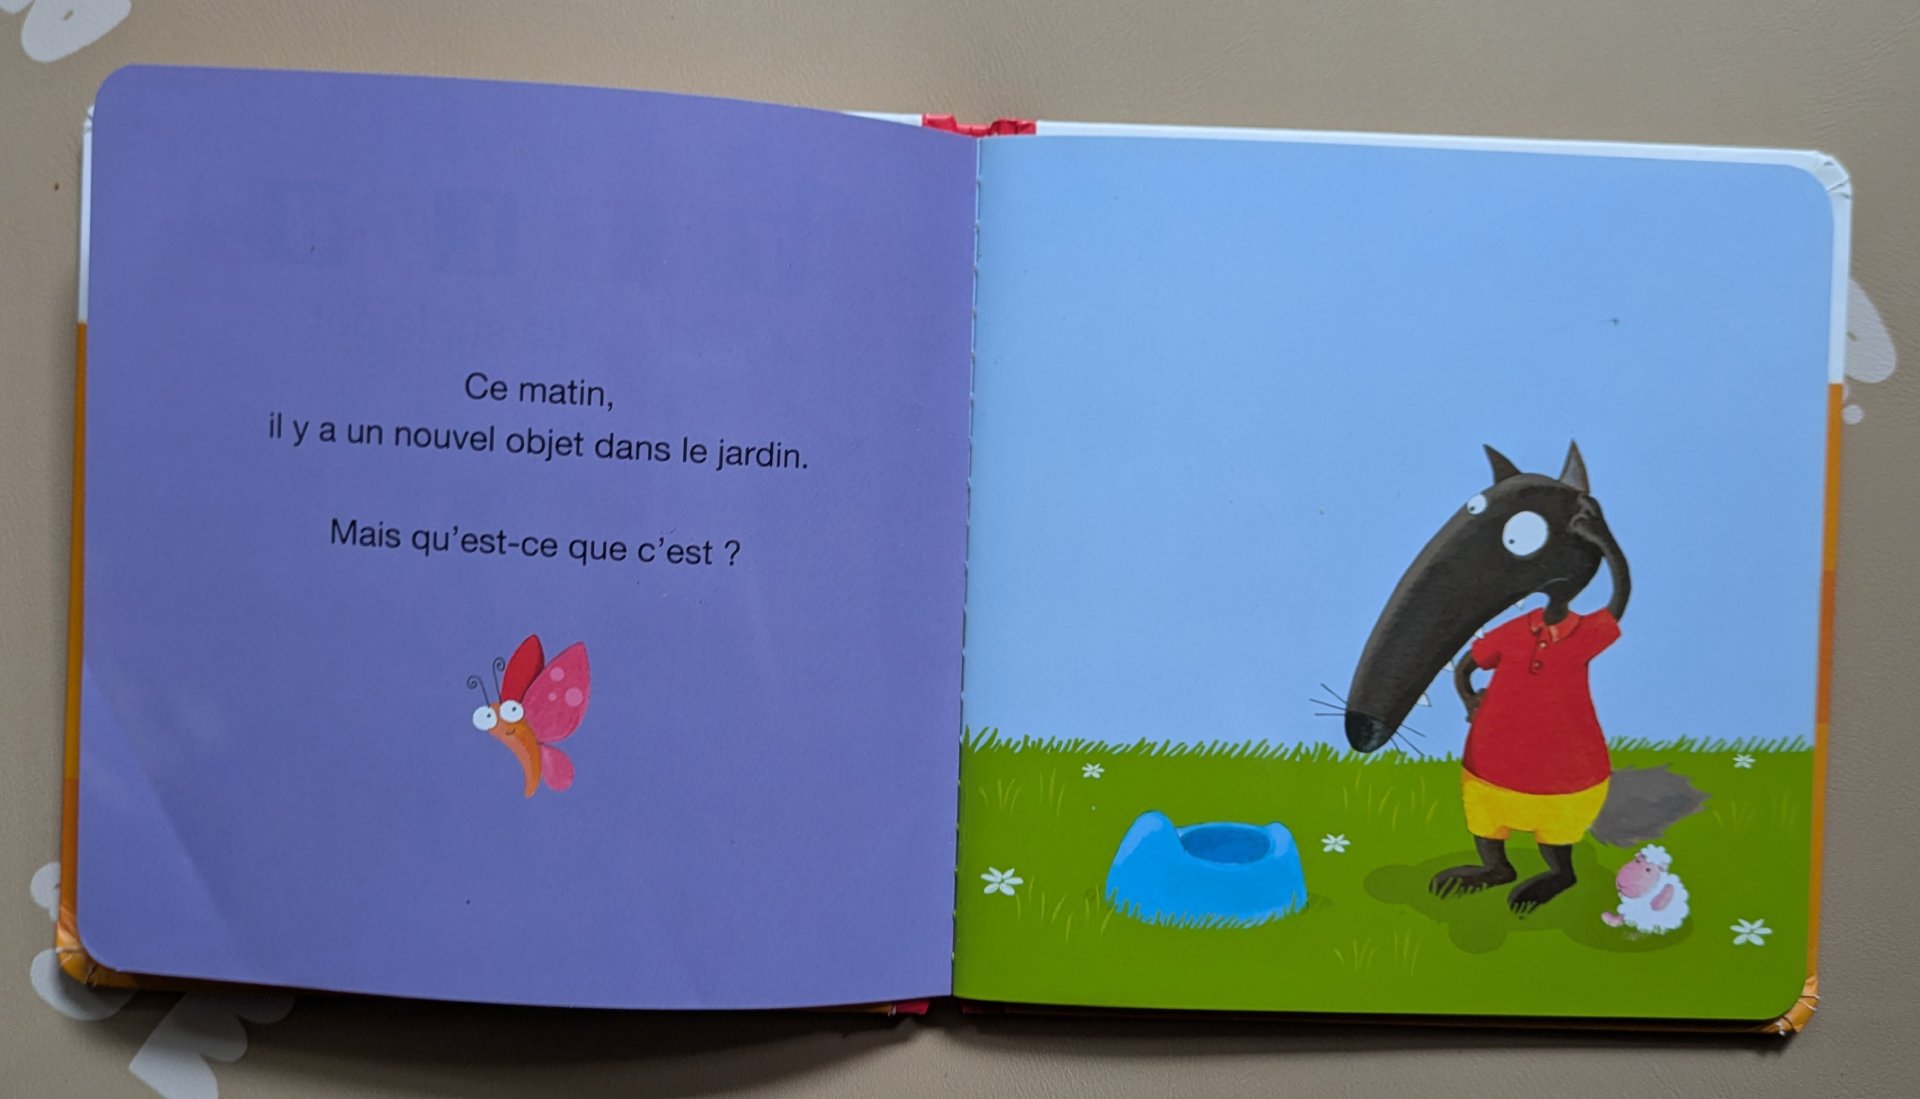 Ce matin,
il y a un nouvel objet dans le jardin.
Mais qu’est-ce que c’est ?